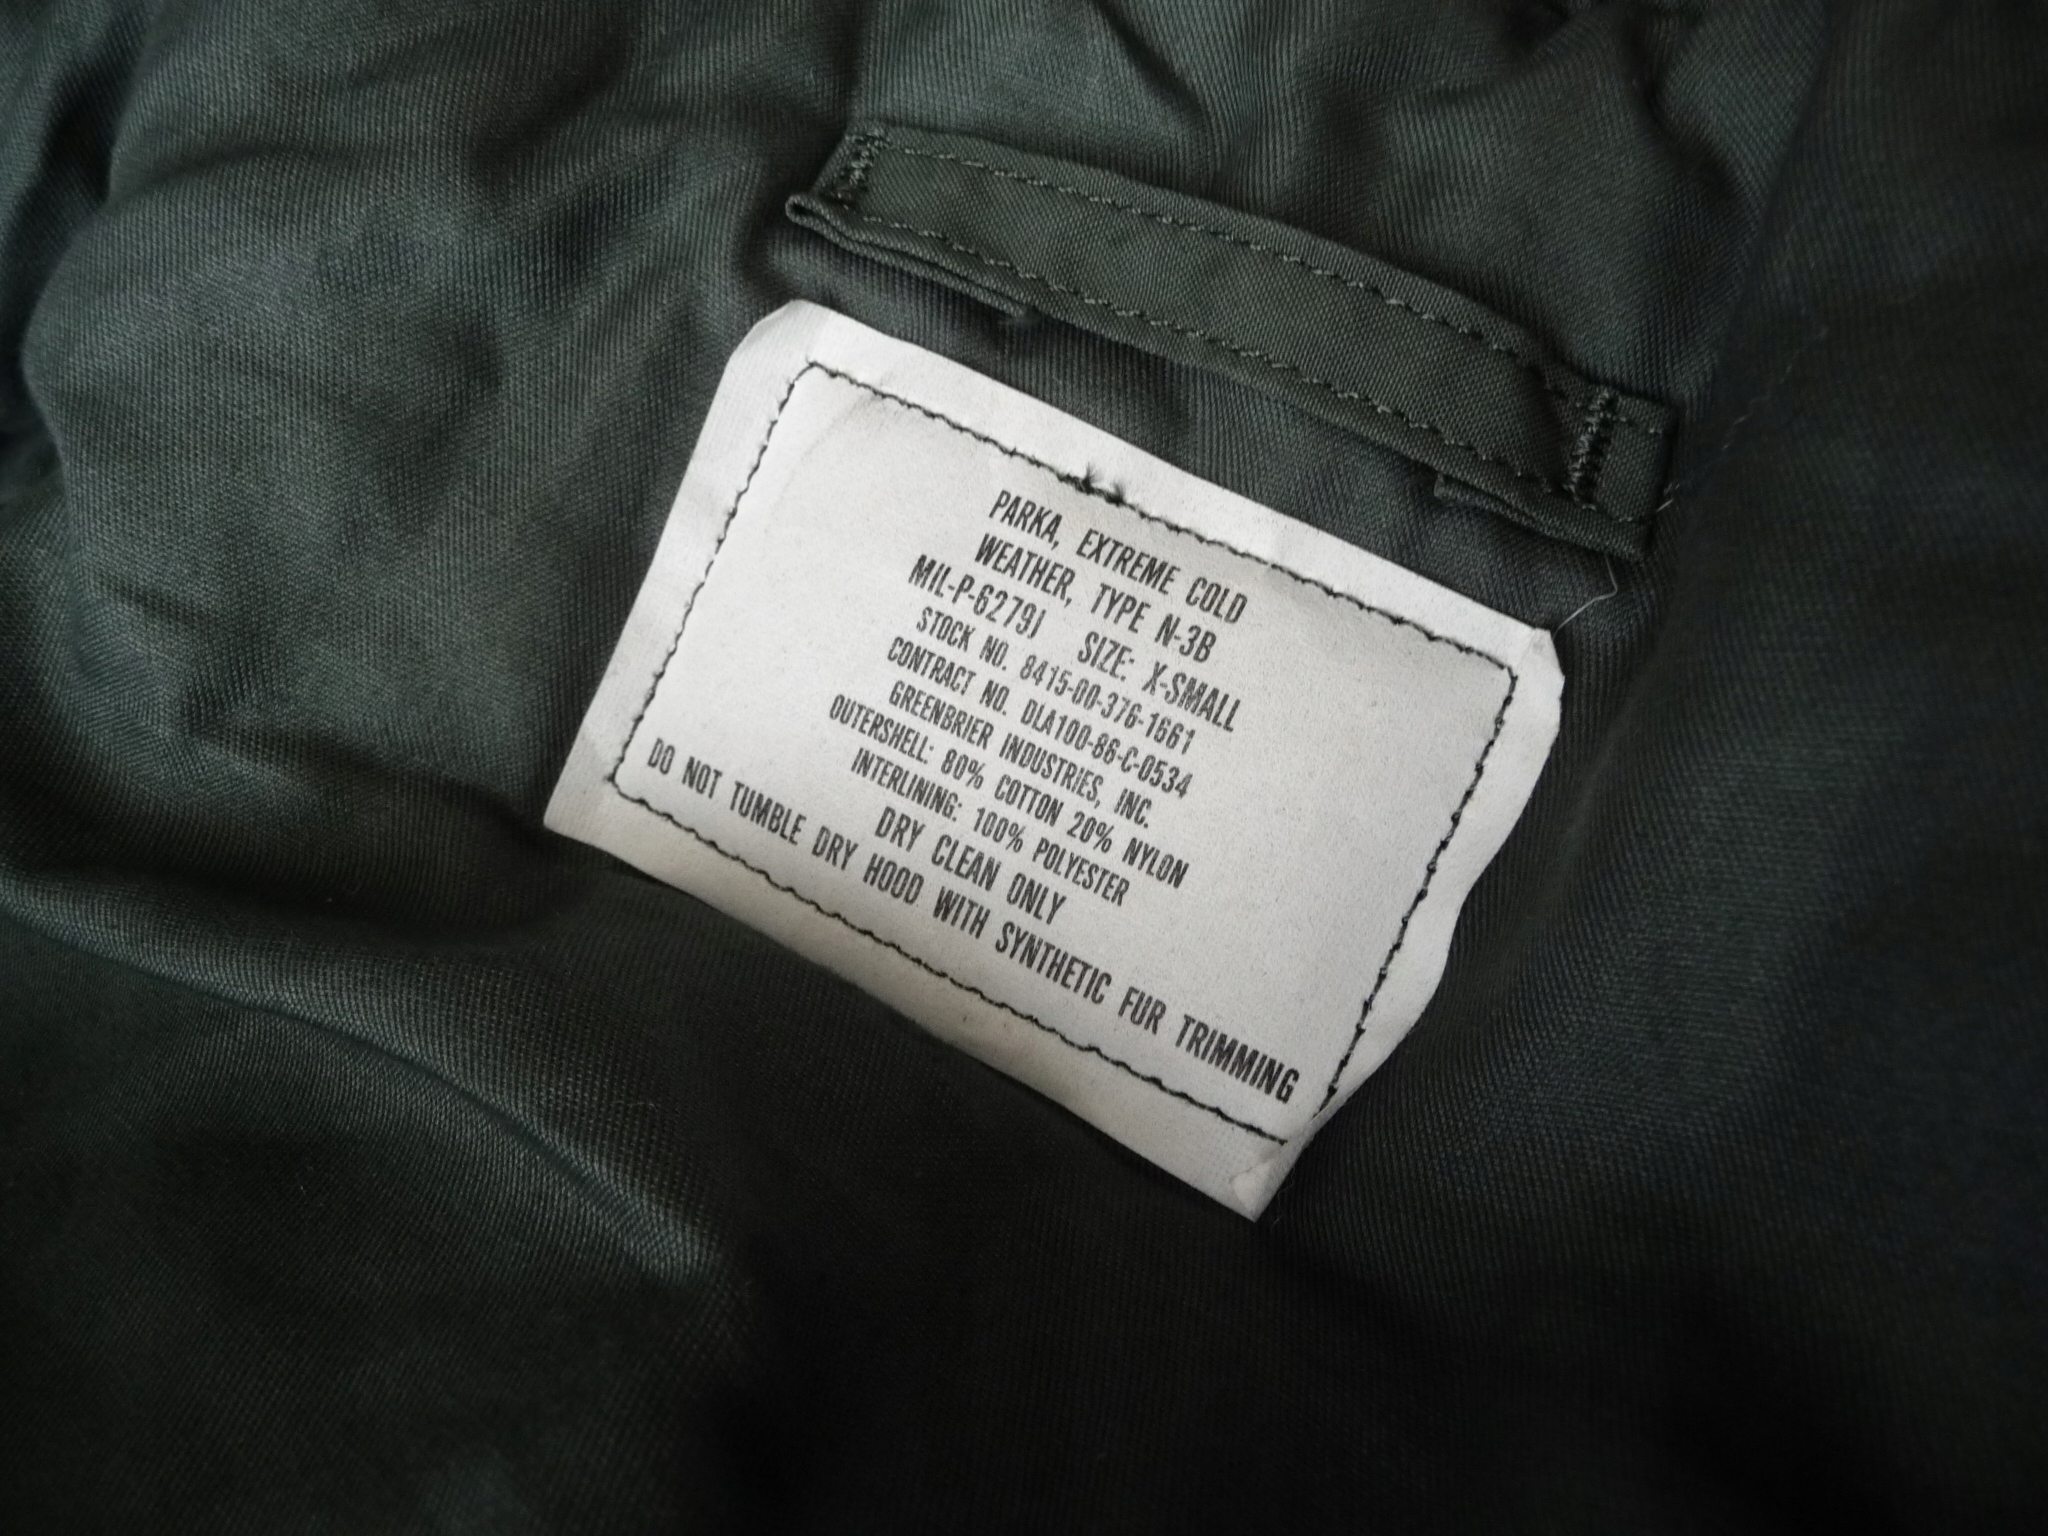 PARKA, EXTREME COLD
WEATHER, TYPE N-3B
MIL-P-6279J SIZE: X-SMALL
STOCK NO. 8415-00-376-1661
CONTRACT NO. DLA100-86-C-0534
GREENBRIER INDUSTRIES, INC.
OUTERSHELL: 80% COTTON 20% NYLON
INTERLINING: 100% POLYESTER
DRY CLEAN ONLY
DO NOT TUMBLE DRY HOOD WITH SYNTHETIC FUR TRIMMING